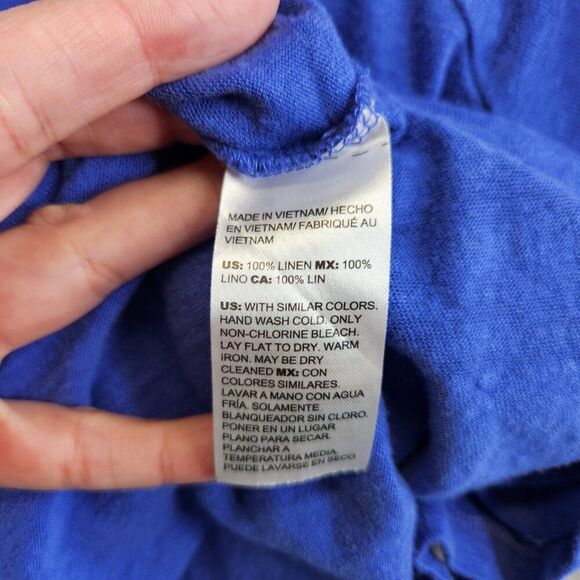 MADE IN VIETNAM/ HECHO
EN VIETNAM/ FABRIQUÉ AU
VIETNAM
US: 100% LINEN MX: 100%
LINO CA: 100% LIN
US: WITH SIMILAR COLORS.
HAND WASH COLD. ONLY
NON-CHLORINE BLEACH.
LAY FLAT TO DRY. WARM
IRON. MAY BE DRY
CLEANED MX: CON
COLORES SIMILARES.
LAVAR A MANO CON AGUA
FRÍA. SOLAMENTE
BLANQUEADOR SIN CLORO.
PONER EN UN LUGAR
PLANO PARA SECAR.
PLANCHAR A
TEMPERATURA MEDIA.
PUEDE LAVARSE EN SECO